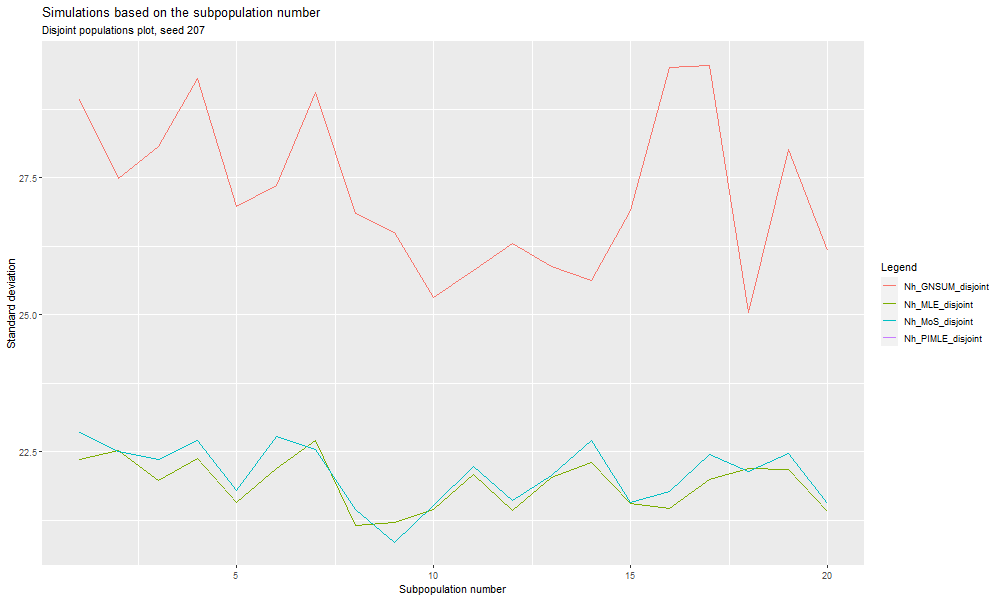 Simulations based on the subpopulation number
Disjoint populations plot, seed 207
27.5
25.0
22.5
Standard deviation
5
10
15
20
Subpopulation number
Legend
Nh_GNSUM_disjoint
Nh_MLE_disjoint
Nh_MoS_disjoint
Nh_PIMLE_disjoint